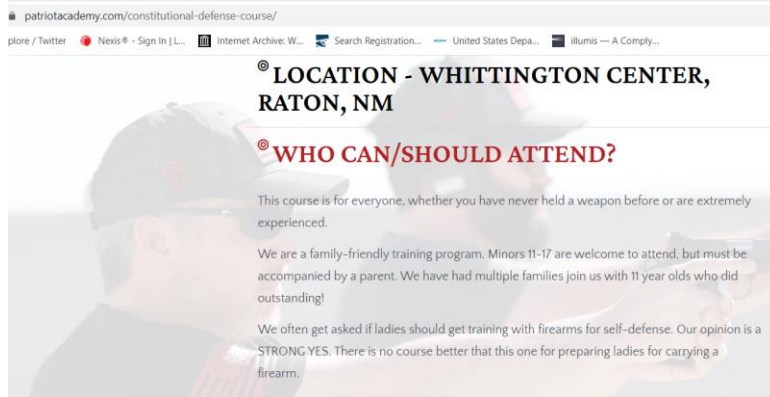 patriotacademy.com/constitutional-defense-course/
plore / Twitter Nexis® - Sign In | L... Internet Archive: W... Search Registration... United States Depa... illumis — A Comply...
LOCATION - WHITTINGTON CENTER,
RATON, NM
WHO CAN/SHOULD ATTEND?
This course is for everyone, whether you have never held a weapon before or are extremely
experienced.
We are a family-friendly training program. Minors 11-17 are welcome to attend, but must be
accompanied by a parent. We have had multiple families join us with 11 year olds who did
outstanding!
We often get asked if ladies should get training with firearms for self-defense. Our opinion is a
STRONG YES. There is no course better that this one for preparing ladies for carrying a
firearm.